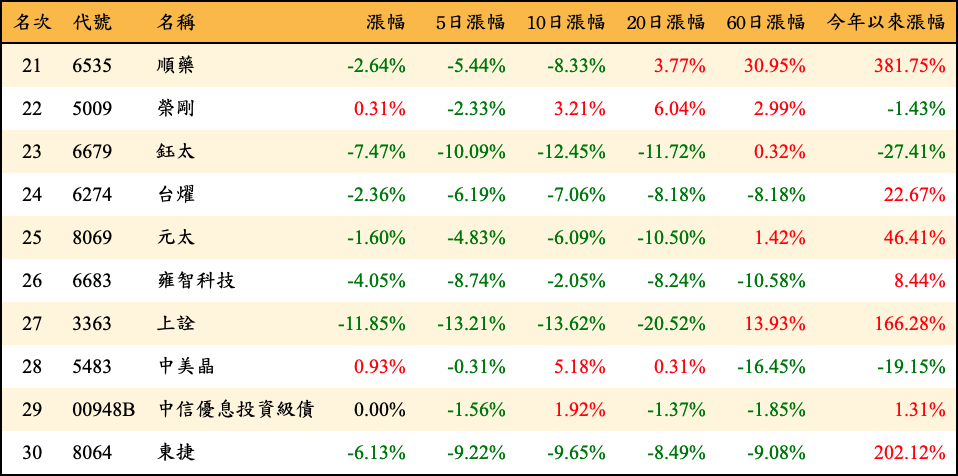 名次 代號 名稱 漲幅 5日漲幅 10日漲幅 20日漲幅 60日漲幅 今年以來漲幅
21 6535 順藥 -2.64% -5.44% -8.33% 3.77% 30.95% 381.75%
22 5009 榮剛 0.31% -2.33% 3.21% 6.04% 2.99% -1.43%
23 6679 鈺太 -7.47% -10.09% -12.45% -11.72% 0.32% -27.41%
24 6274 台燿 -2.36% -6.19% -7.06% -8.18% -8.18% 22.67%
25 8069 元太 -1.60% -4.83% -6.09% -10.50% 1.42% 46.41%
26 6683 雍智科技 -4.05% -8.74% -2.05% -8.24% -10.58% 8.44%
27 3363 上詮 -11.85% -13.21% -13.62% -20.52% 13.93% 166.28%
28 5483 中美晶 0.93% -0.31% 5.18% 0.31% -16.45% -19.15%
29 00948B 中信優息投資級債 0.00% -1.56% 1.92% -1.37% -1.85% 1.31%
30 8064 東捷 -6.13% -9.22% -9.65% -8.49% -9.08% 202.12%